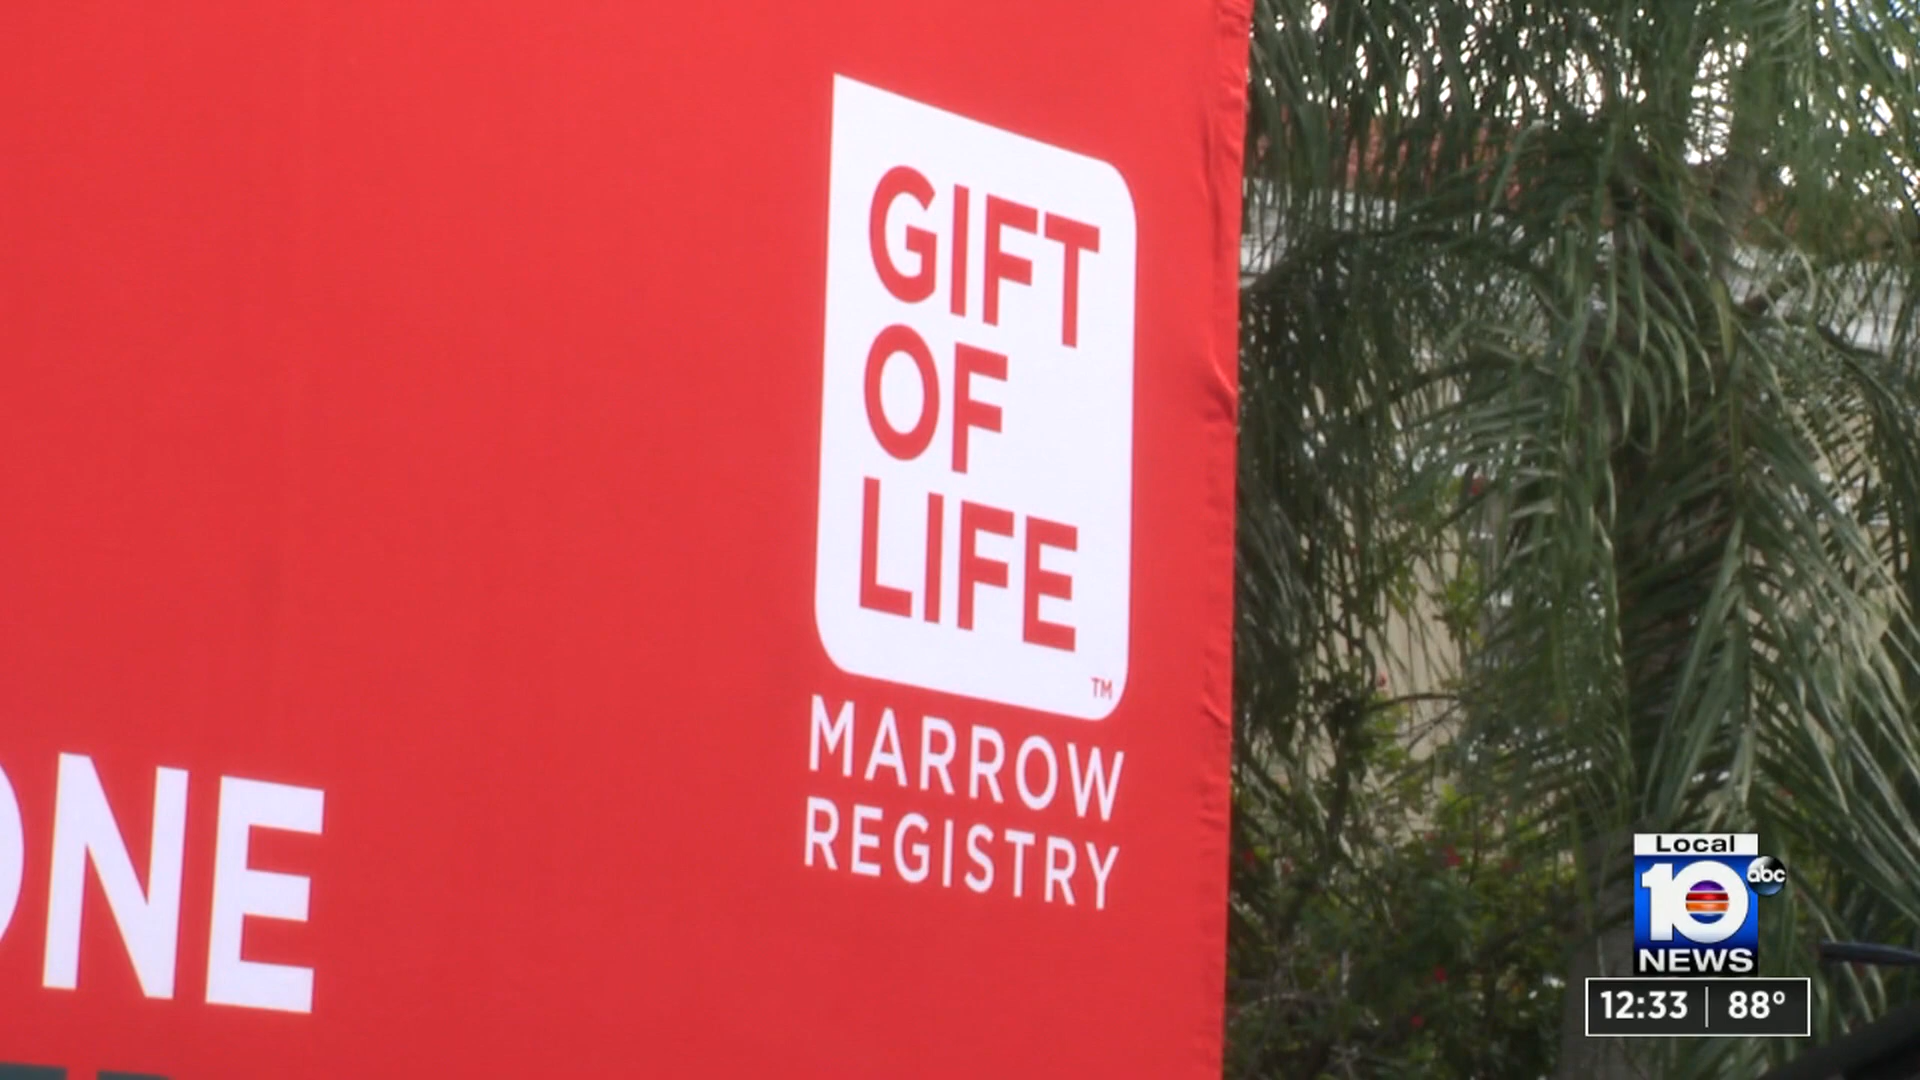 GIFT
OF
LIFE
TM
MARROW
REGISTRY
ONE
Local
10
abc
NEWS
12:33 | 88°